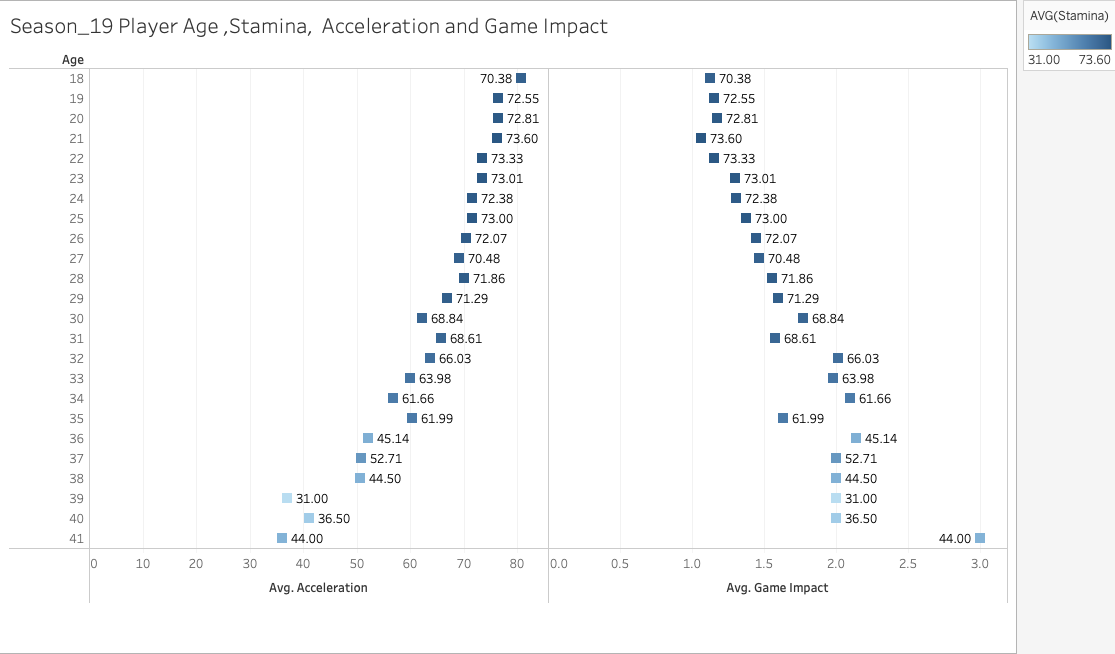 Season_19 Player Age ,Stamina,  Acceleration and Game Impact
AVG(Stamina)
31.00 73.60
Age
18 70.38 70.38
19 72.55 72.55
20 72.81 72.81
21 73.60 73.60
22 73.33 73.33
23 73.01 73.01
24 72.38 72.38
25 73.00 73.00
26 72.07 72.07
27 70.48 70.48
28 71.86 71.86
29 71.29 71.29
30 68.84 68.84
31 68.61 68.61
32 66.03 66.03
33 63.98 63.98
34 61.66 61.66
35 61.99 61.99
36 45.14 45.14
37 52.71 52.71
38 44.50 44.50
39 31.00 31.00
40 36.50 36.50
41 44.00 44.00
0 10 20 30 40 50 60 70 80 0.0 0.5 1.0 1.5 2.0 2.5 3.0
Avg. Acceleration Avg. Game Impact